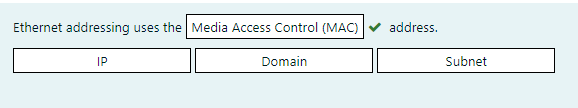 Ethernet addressing uses the Media Access Control (MAC) ✔ address.
IP Domain Subnet